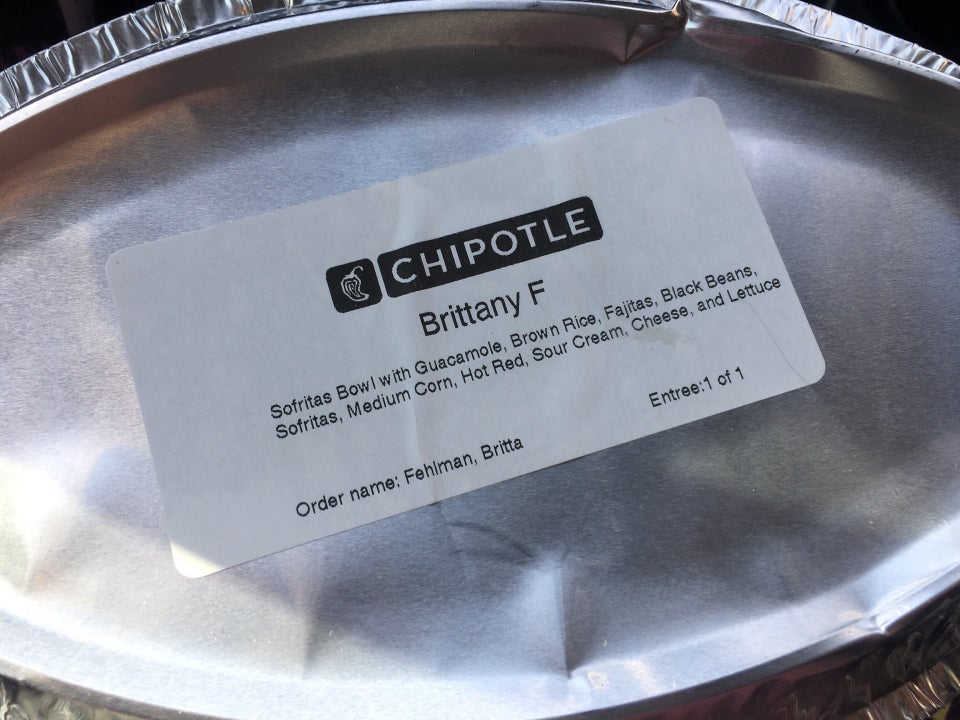 CHIPOTLE
Brittany F
Sofritas Bowl with Guacamole, Brown Rice, Fajitas, Black Beans,
Sofritas, Medium Corn, Hot Red, Sour Cream, Cheese, and Lettuce
Entree:1 of 1
Order name: Fehlman, Britta